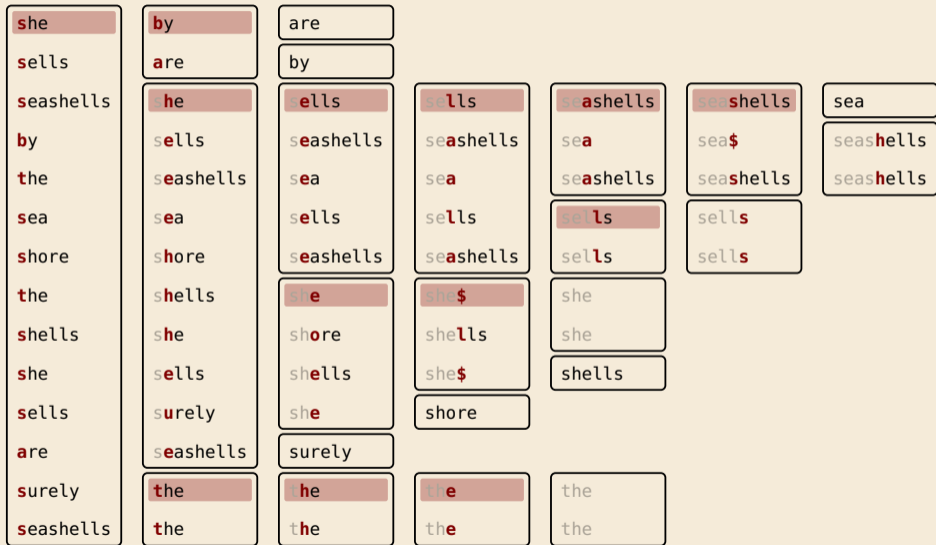 she by are
sells are by
seashells she sells sells seashells seashells sea
by sells seashells seashells sea sea$ seashells
the seashells sea sea seashells seashells seashells
sea sea sells sells sells sells
shore shore seashells seashells sells sells
the shells she she$ she
shells she shore shells she
she sells shells she$ shells
sells surely she shore
are seashells surely
surely the the the the
seashells the the the the